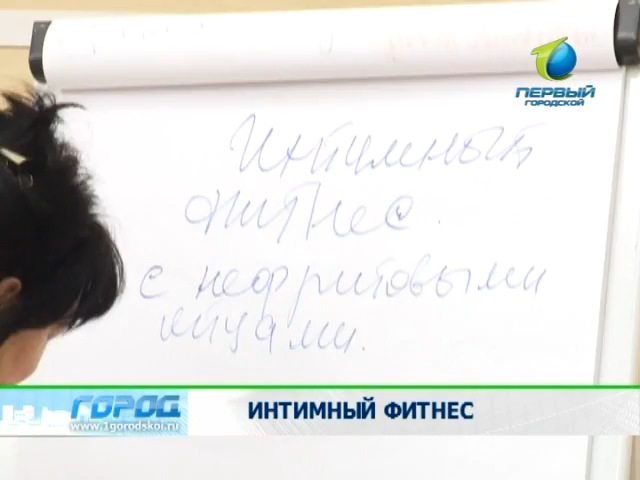 ПЕРВЫЙ
ГОРОДСКОЙ
Интимный
фитнес.
с нефритовыми
яйцами.
ГОРОД
www.1gorodskoi.ru
ИНТИМНЫЙ ФИТНЕС